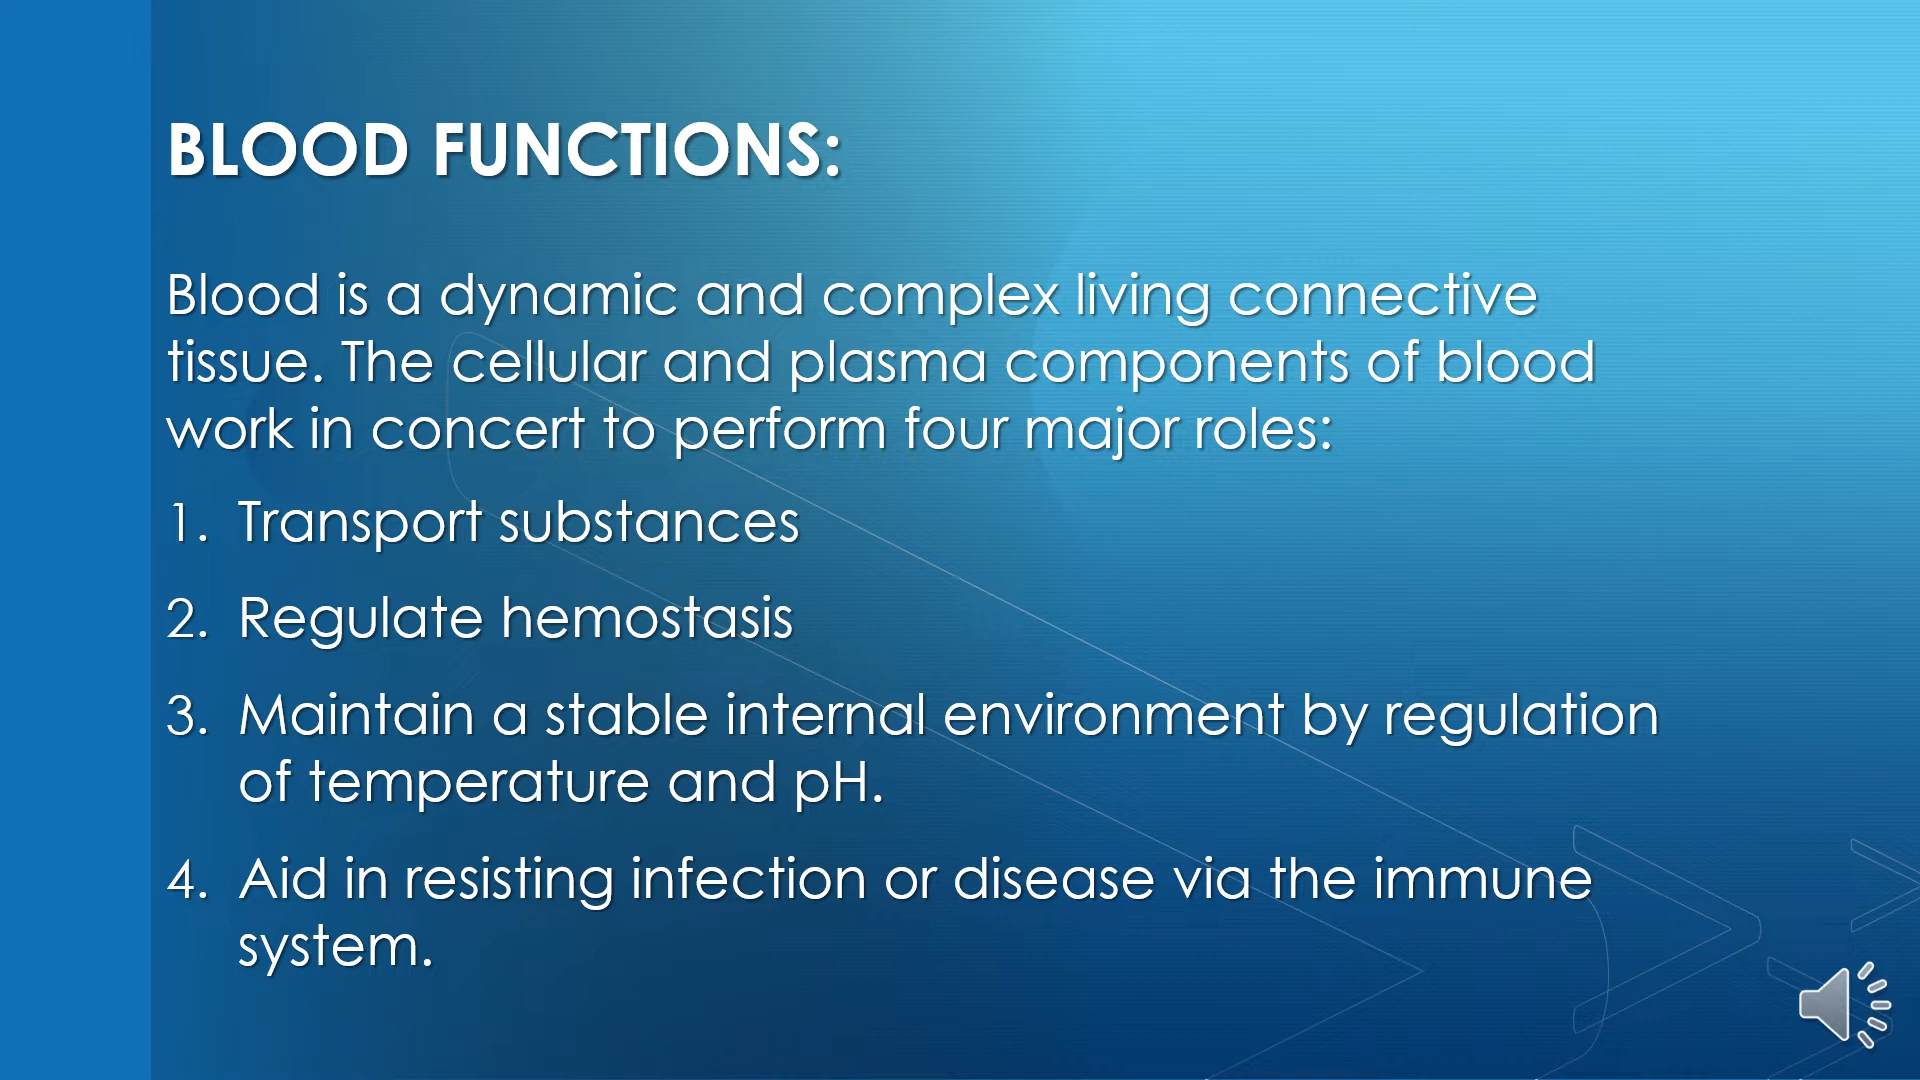 BLOOD FUNCTIONS:
Blood is a dynamic and complex living connective
tissue. The cellular and plasma components of blood
work in concert to perform four major roles:
1. Transport substances
2. Regulate hemostasis
3. Maintain a stable internal environment by regulation
of temperature and pH.
4. Aid in resisting infection or disease via the immune
system.